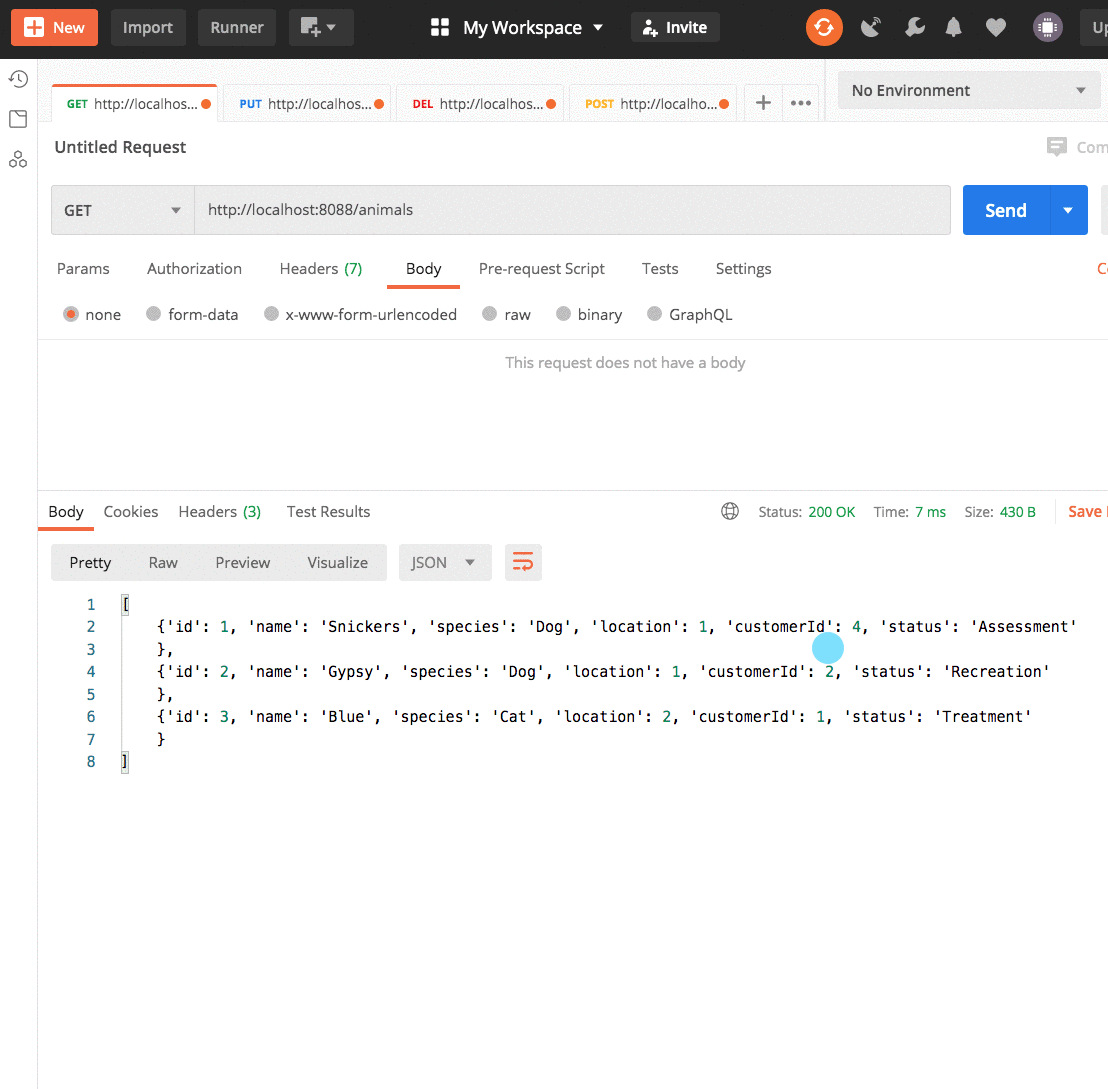 New Import Runner My Workspace Invite Up
GET http://localhos... PUT http://localhos... DEL http://localhos... POST http://localho... No Environment
Untitled Request Com
GET http://localhost:8088/animals Send
Params Authorization Headers (7) Body Pre-request Script Tests Settings
none form-data x-www-form-urlencoded raw binary GraphQL
This request does not have a body
Body Cookies Headers (3) Test Results Status: 200 OK Time: 7 ms Size: 430 B Save
Pretty Raw Preview Visualize JSON
1 [
2 {'id': 1, 'name': 'Snickers', 'species': 'Dog', 'location': 1, 'customerId': 4, 'status': 'Assessment'
3 },
4 {'id': 2, 'name': 'Gypsy', 'species': 'Dog', 'location': 1, 'customerId': 2, 'status': 'Recreation'
5 },
6 {'id': 3, 'name': 'Blue', 'species': 'Cat', 'location': 2, 'customerId': 1, 'status': 'Treatment'
7 }
8 ]